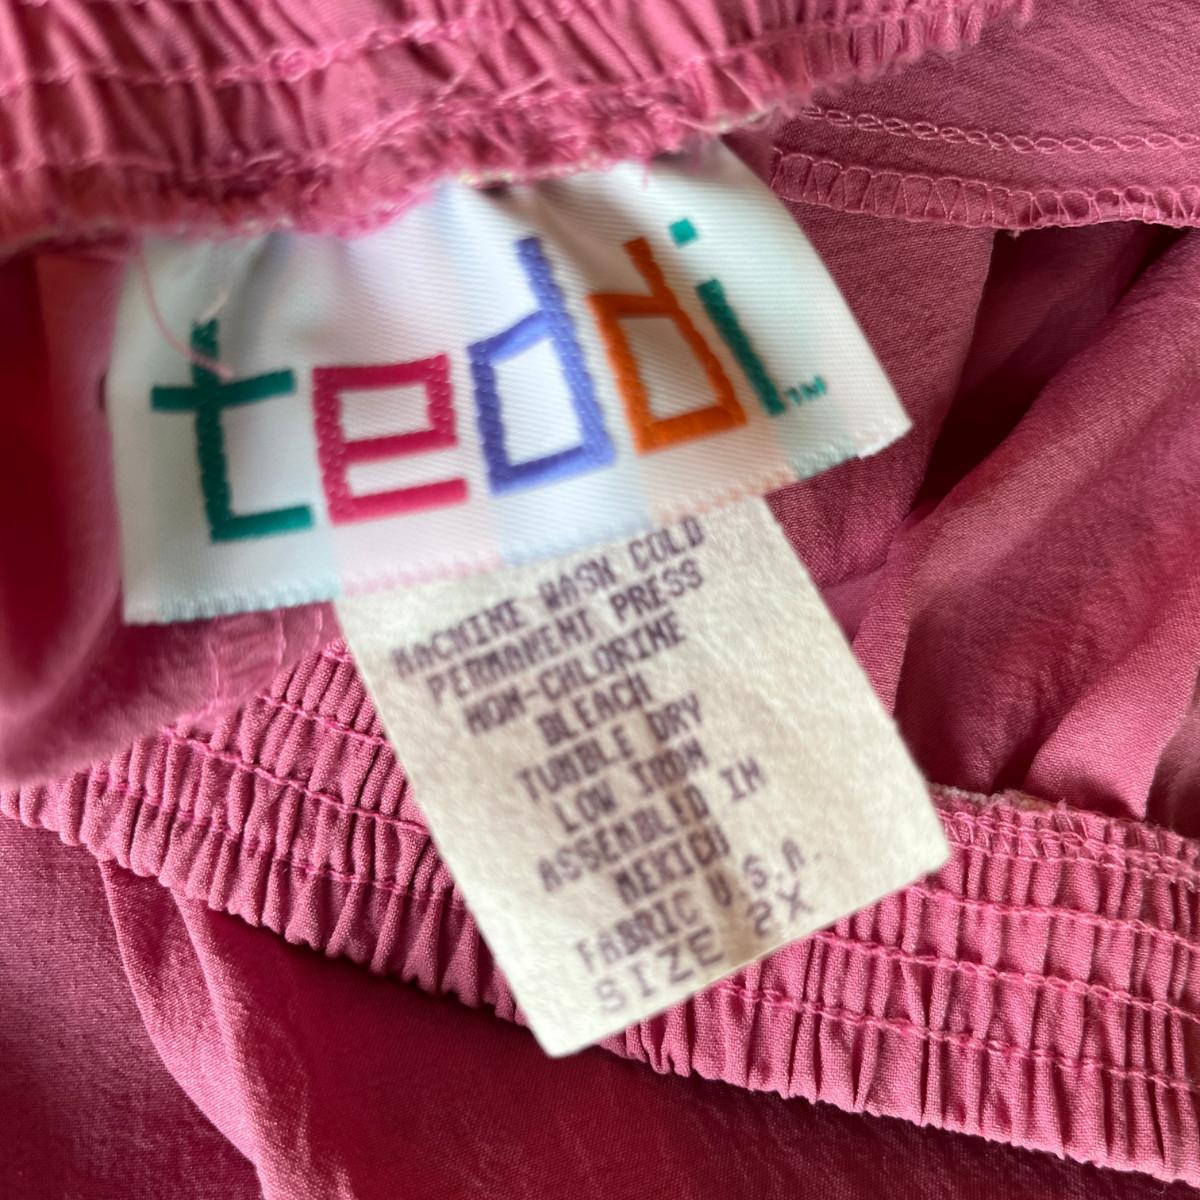 teddi™
MACHINE WASH COLD
PERMANENT PRESS
NON-CHLORINE
BLEACH
TUMBLE DRY
LOW IRON
ASSEMBLED IN
MEXICO
FABRIC U.S.A.
SIZE 2X